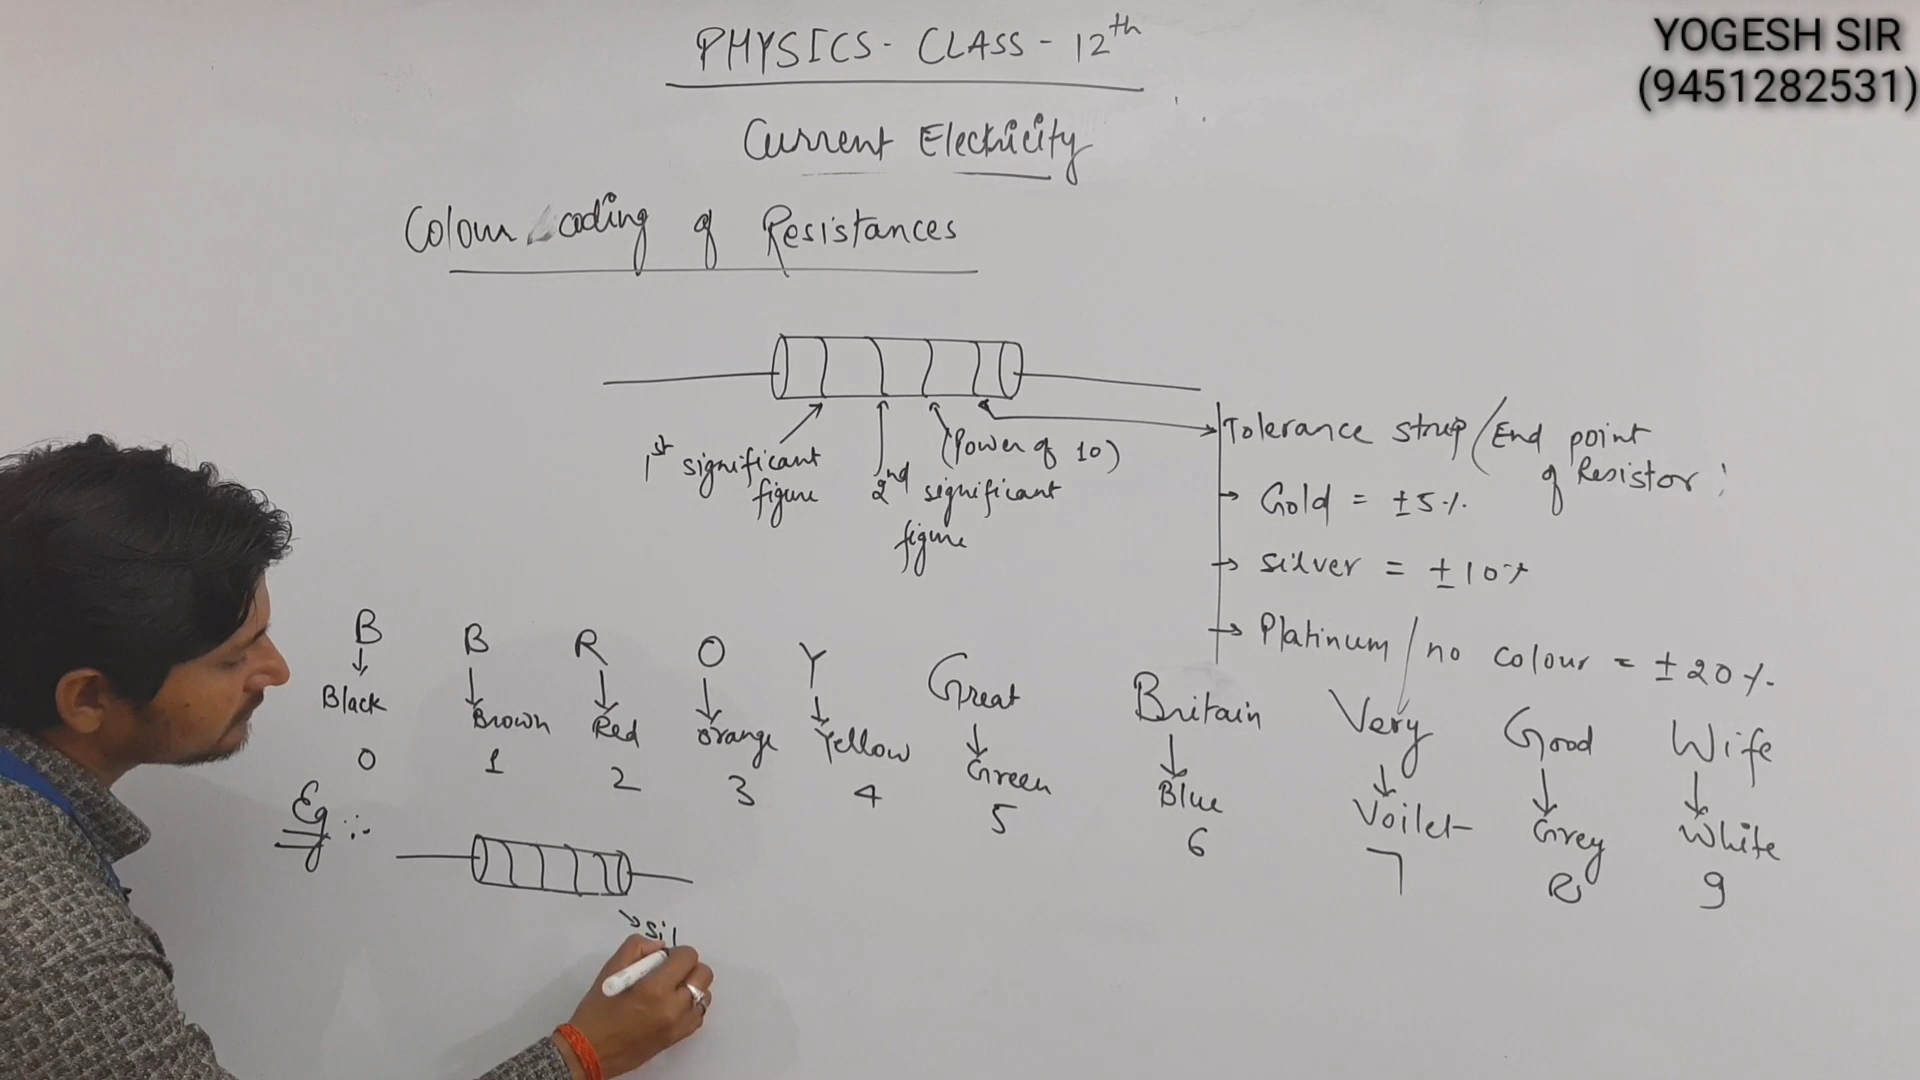 YOGESH SIR
(9451282531)
PHYSICS - CLASS - 12th
Current Electricity
Colour coding of Resistances
1st significant figure
2nd significant figure
(Power of 10)
Tolerance strip / End point of Resistor :
→ Gold = ±5%
→ Silver = ±10%
→ Platinum / no colour = ±20%
B B R O Y Great Britain Very Good Wife
Black Brown Red Orange Yellow Green Blue Voilet Grey White
0 1 2 3 4 5 6 7 8 9
Eg :-
Sil